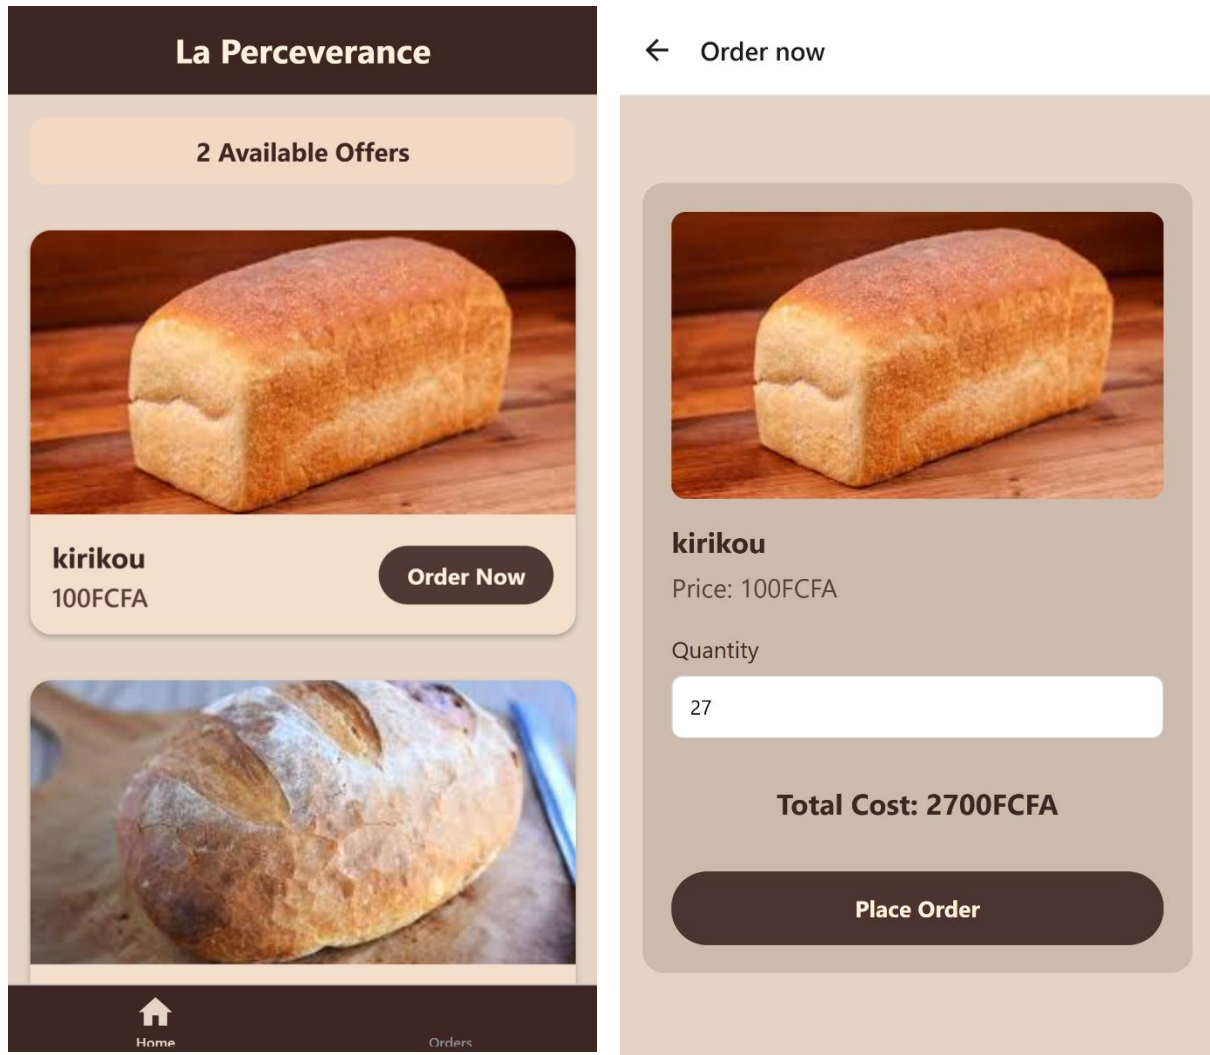 La Perceverance
2 Available Offers
kirikou
100FCFA
Order Now
Home
Orders
Order now
kirikou
Price: 100FCFA
Quantity
27
Total Cost: 2700FCFA
Place Order